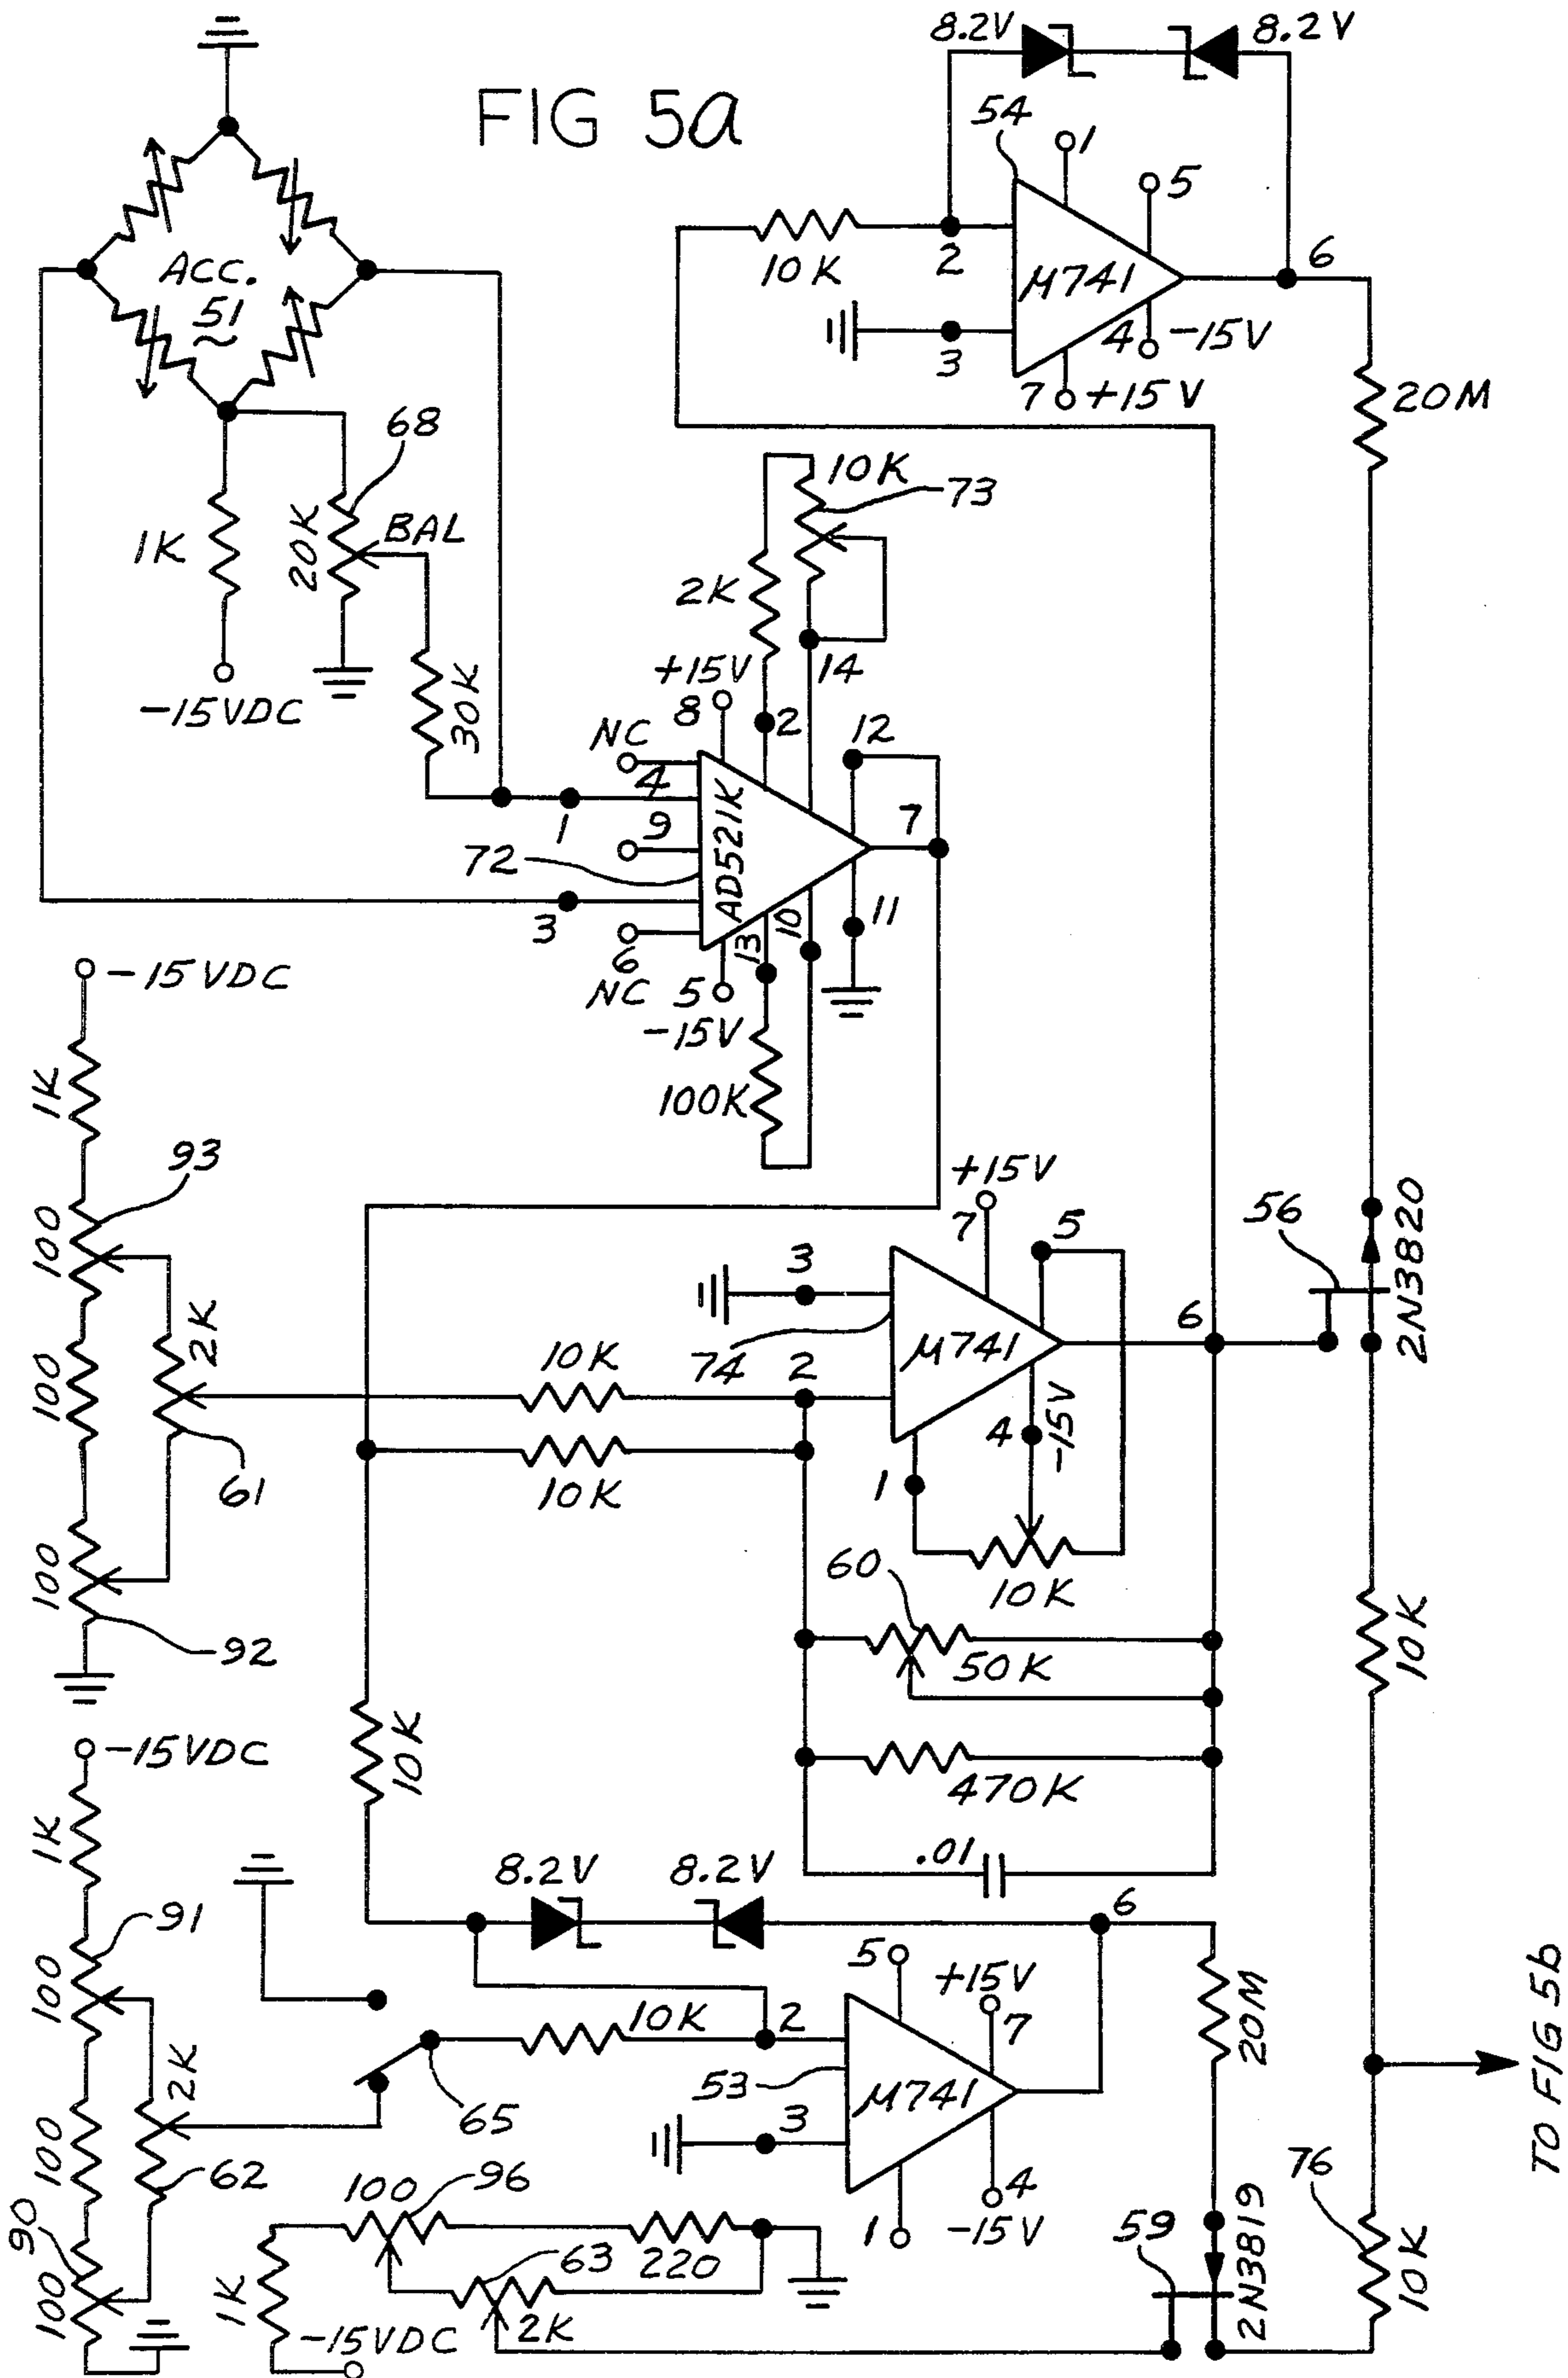 FIG 5a
8.2V
8.2V
54
1
5
ACC.
51
10K
2
μ741
6
3
4
-15V
7
+15V
20M
68
1K
20K
BAL
10K
73
2K
-15VDC
30K
+15V
8
2
14
NC
4
12
1
9
AD521K
7
72
3
13
10
11
6
NC
5
-15V
100K
-15VDC
1K
93
100
+15V
7
5
56
2N3820
3
2K
74
μ741
6
10K
2
100
4
-15V
61
10K
1
100
60
10K
92
50K
10K
-15VDC
10K
470K
1K
.01
8.2V
8.2V
6
91
100
5
+15V
10K
2
7
20M
2K
65
53
μ741
3
TO FIG 5b
100
62
4
76
90
100
96
1
-15V
59
2N3819
100
63
220
10K
1K
2K
-15VDC